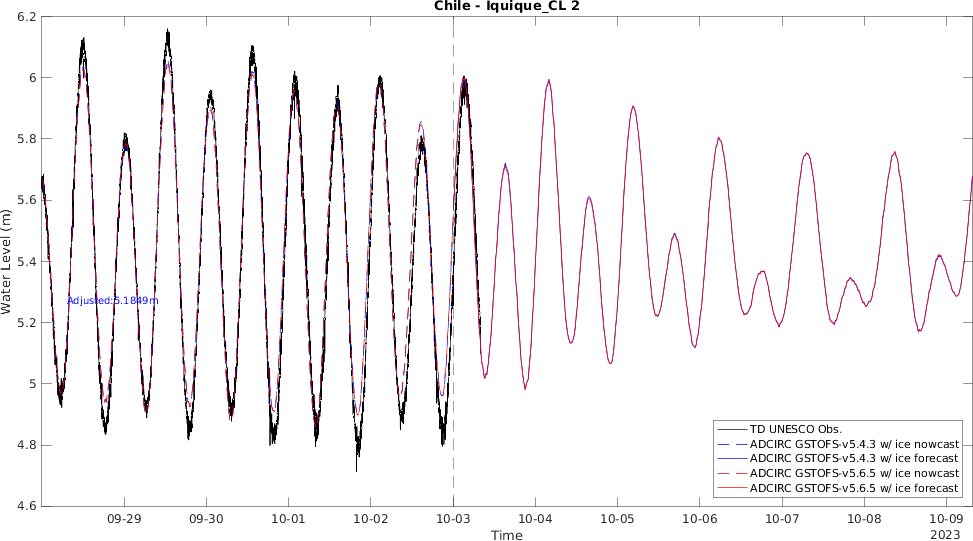 Chile - Iquique_CL 2
6.2
6
5.8
5.6
5.4
5.2
5
4.8
4.6
Water Level (m)
Adjusted:5.1849m
TD UNESCO Obs.
ADCIRC GSTOFS-v5.4.3 w/ ice nowcast
ADCIRC GSTOFS-v5.4.3 w/ ice forecast
ADCIRC GSTOFS-v5.6.5 w/ ice nowcast
ADCIRC GSTOFS-v5.6.5 w/ ice forecast
09-29 09-30 10-01 10-02 10-03 10-04 10-05 10-06 10-07 10-08 10-09
2023
Time